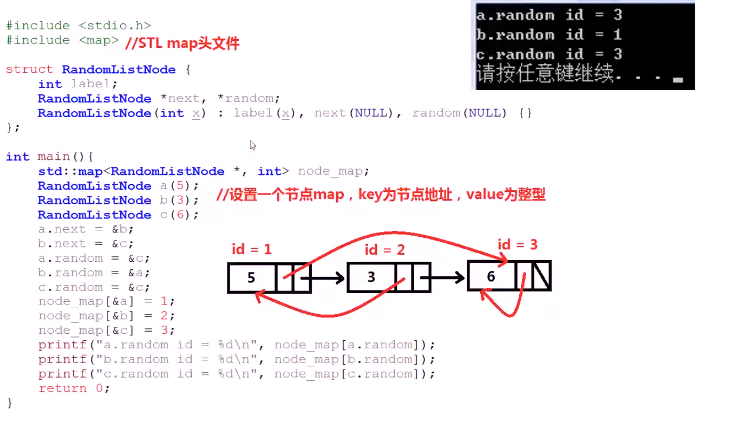 #include <stdio.h>
#include <map> //STL map头文件
struct RandomListNode {
int label;
RandomListNode *next, *random;
RandomListNode(int x) : label(x), next(NULL), random(NULL) {}
};
int main(){
std::map<RandomListNode *, int> node_map;
RandomListNode a(5);
RandomListNode b(3); //设置一个节点map，key为节点地址，value为整型
RandomListNode c(6);
a.next = &b;
b.next = &c;
a.random = &c;
b.random = &a;
c.random = &c;
node_map[&a] = 1;
node_map[&b] = 2;
node_map[&c] = 3;
printf("a.random id = %d\n", node_map[a.random]);
printf("b.random id = %d\n", node_map[b.random]);
printf("c.random id = %d\n", node_map[c.random]);
return 0;
}
a.random id = 3
b.random id = 1
c.random id = 3
请按任意键继续. . .
id = 1
id = 2
id = 3
5
3
6